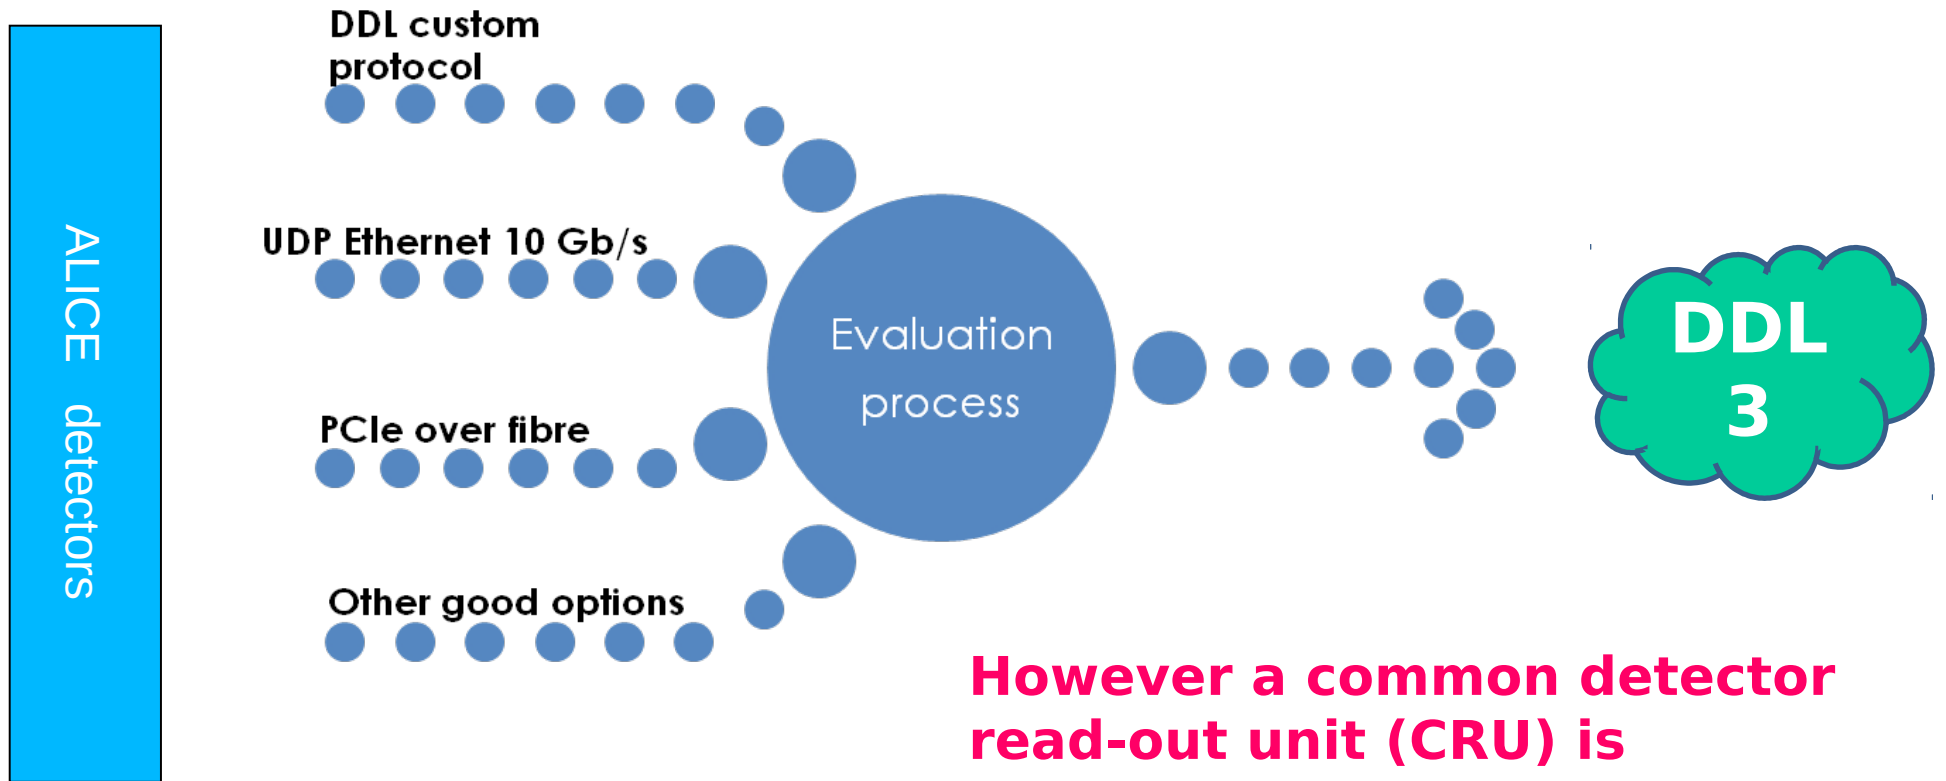 ALICE detectors
DDL custom
protocol
UDP Ethernet 10 Gb/s
PCIe over fibre
Other good options
Evaluation
process
DDL
3
However a common detector
read-out unit (CRU) is